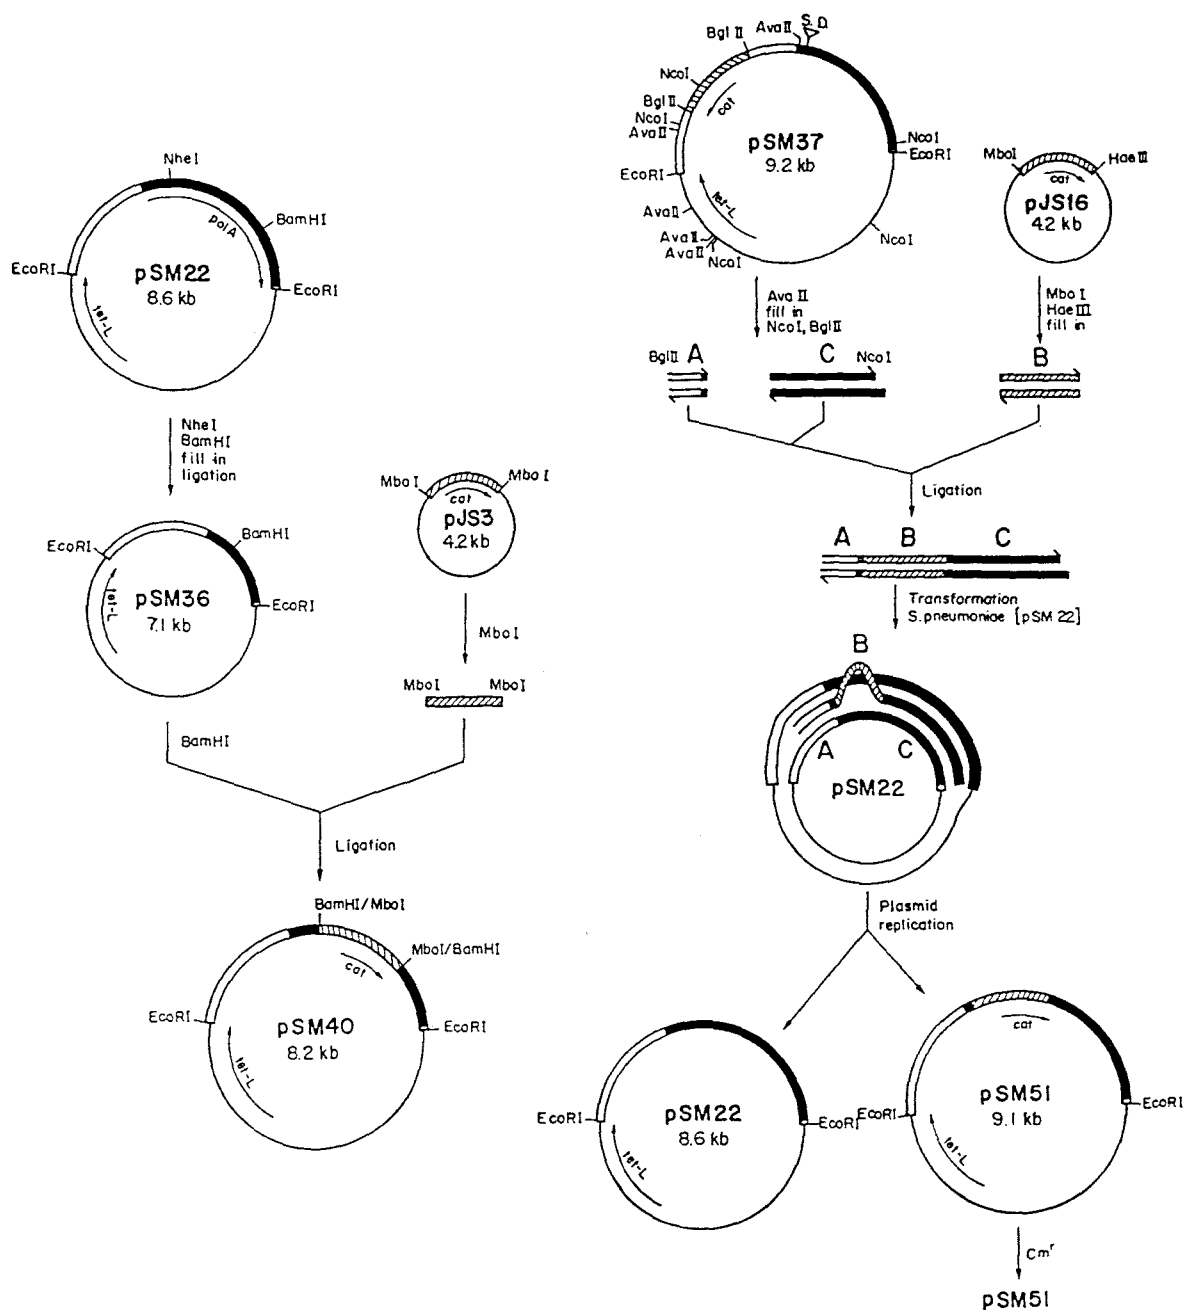 NheI
polA
BamHI
EcoRI
EcoRI
pSM22
8.6 kb
tet-L
NheI
BamHI
fill in
ligation
MboI
MboI
cat
pJS3
4.2 kb
EcoRI
BamHI
EcoRI
pSM36
7.1 kb
tet-L
MboI
MboI
MboI
BamHI
Ligation
BamHI/MboI
MboI/BamHI
cat
EcoRI
EcoRI
pSM40
8.2 kb
tet-L
S.D.
AvaII
BglII
NcoI
BglII
NcoI
AvaII
cat
EcoRI
NcoI
EcoRI
pSM37
9.2 kb
tet-L
AvaII
AvaII
AvaII
NcoI
NcoI
MboI
HaeIII
cat
pJS16
4.2 kb
AvaII
fill in
NcoI, BglII
MboI
HaeIII
fill in
BglII
A
C
NcoI
B
Ligation
A
B
C
Transformation
S.pneumoniae [pSM22]
B
A
C
pSM22
Plasmid
replication
EcoRI
EcoRI
pSM22
8.6 kb
tet-L
cat
EcoRI
EcoRI
pSM51
9.1 kb
tet-L
Cmʳ
pSM51